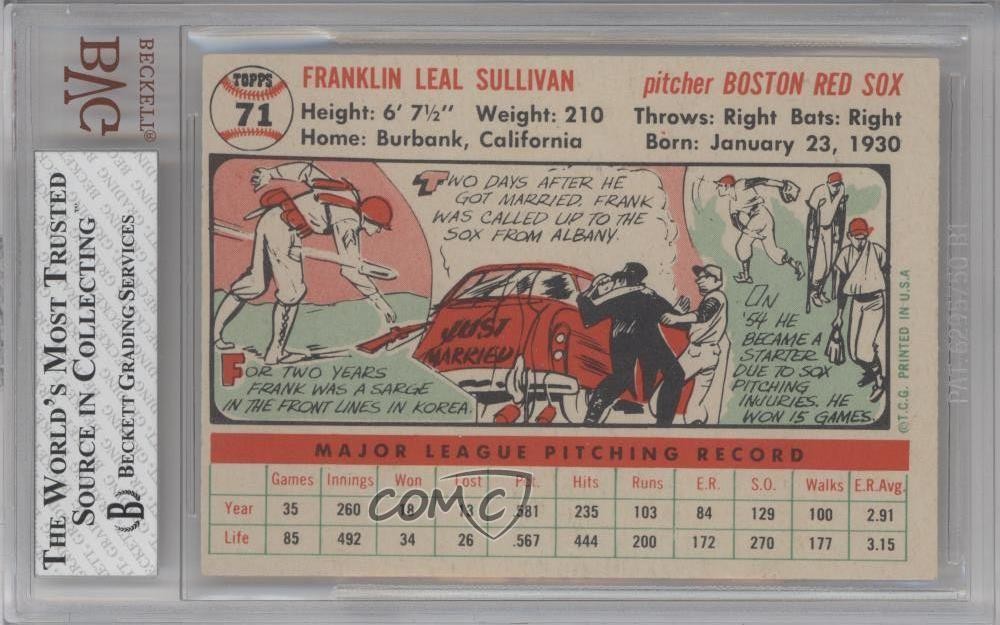 BECKETT®
BVG
THE WORLD'S MOST TRUSTED
SOURCE IN COLLECTING™
BECKETT GRADING SERVICES
TOPPS
71
FRANKLIN LEAL SULLIVAN
pitcher BOSTON RED SOX
Height: 6' 7½" Weight: 210
Throws: Right Bats: Right
Home: Burbank, California
Born: January 23, 1930
FOR TWO YEARS
FRANK WAS A SARGE
IN THE FRONT LINES IN KOREA.
TWO DAYS AFTER HE
GOT MARRIED, FRANK
WAS CALLED UP TO THE
SOX FROM ALBANY.
JUST
MARRIED
IN
'54 HE
BECAME A
STARTER
DUE TO SOX
PITCHING
INJURIES. HE
WON 15 GAMES.
©T.C.G. PRINTED IN U.S.A
MAJOR LEAGUE PITCHING RECORD
Games Innings Won Lost Pct. Hits Runs E.R. S.O. Walks E.R.Avg.
Year 35 260 18 13 .581 235 103 84 129 100 2.91
Life 85 492 34 26 .567 444 200 172 270 177 3.15
COMC